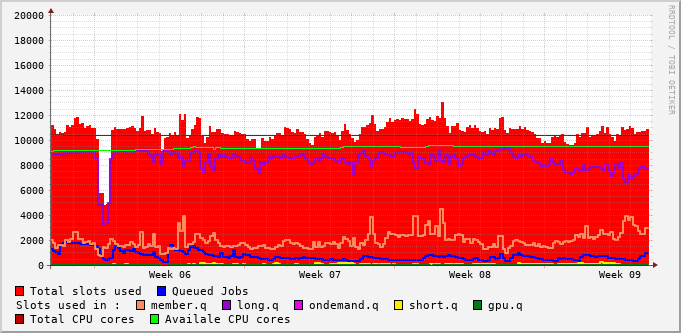 20000
18000
16000
14000
12000
10000
8000
6000
4000
2000
0
Week 06 Week 07 Week 08 Week 09
Total slots used Queued Jobs
Slots used in : member.q long.q ondemand.q short.q gpu.q
Total CPU cores Availale CPU cores
RRDTOOL / TOBI OETIKER